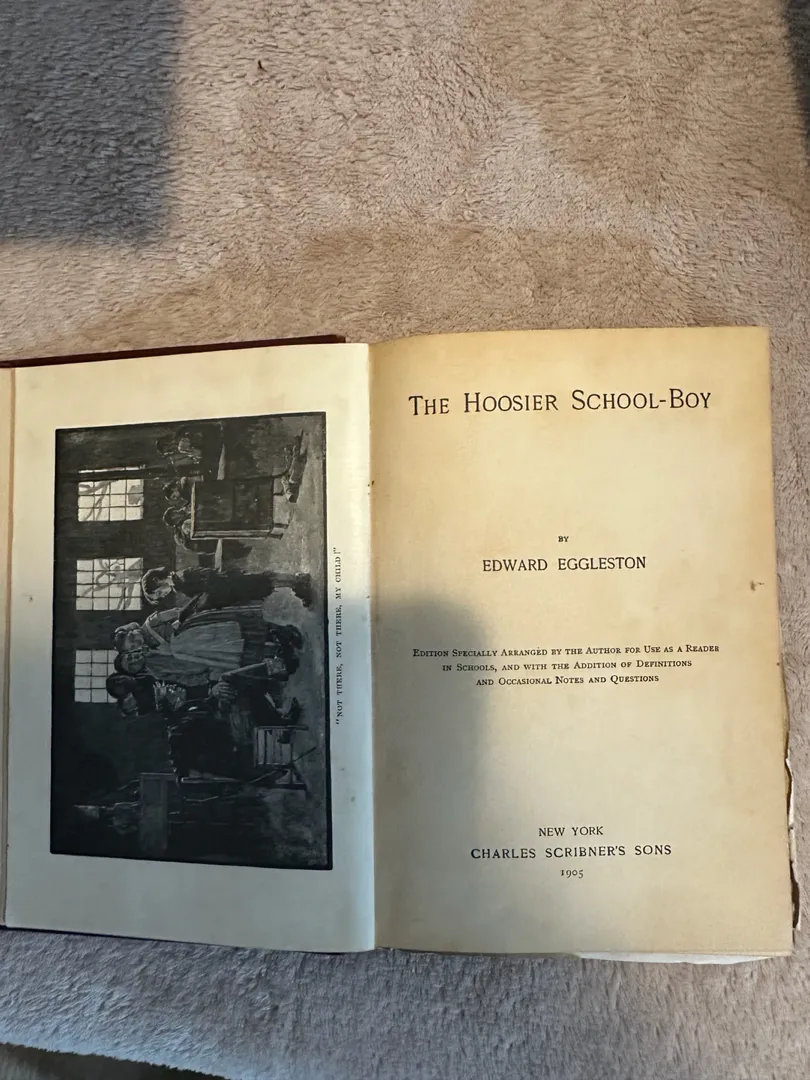 "NOT THERE, NOT THERE, MY CHILD!"
THE HOOSIER SCHOOL-BOY
BY
EDWARD EGGLESTON
EDITION SPECIALLY ARRANGED BY THE AUTHOR FOR USE AS A READER
IN SCHOOLS, AND WITH THE ADDITION OF DEFINITIONS
AND OCCASIONAL NOTES AND QUESTIONS
NEW YORK
CHARLES SCRIBNER'S SONS
1905